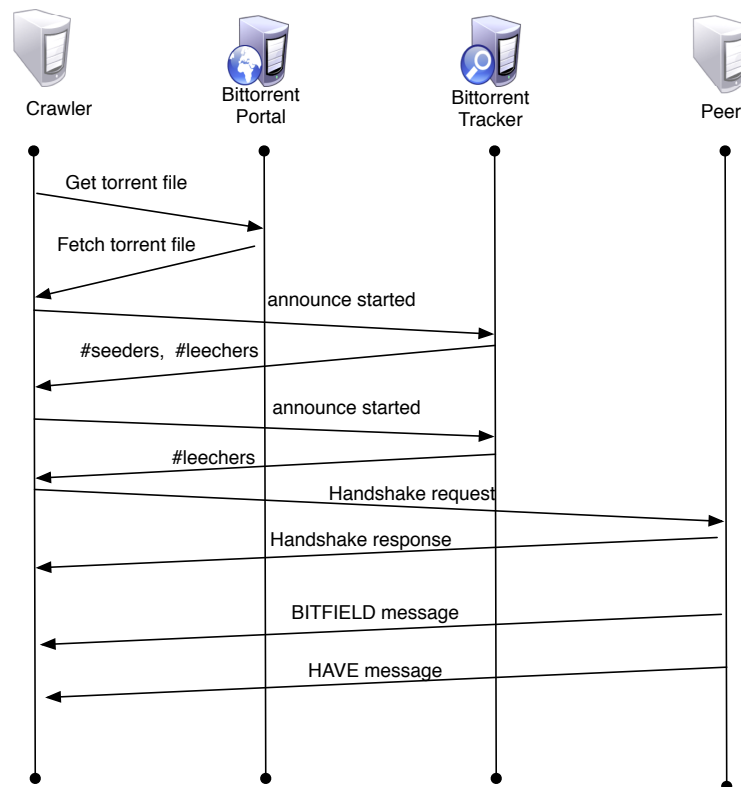 Crawler
Bittorrent
Portal
Bittorrent
Tracker
Peer
Get torrent file
Fetch torrent file
announce started
#seeders, #leechers
announce started
#leechers
Handshake request
Handshake response
BITFIELD message
HAVE message